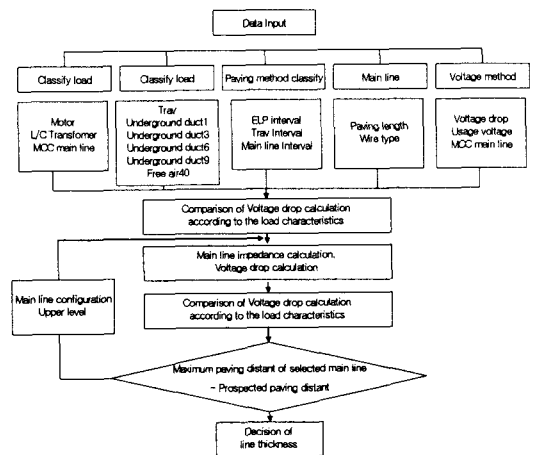 Data Input
Classify load
Classify load
Paving method classify
Main line
Voltage method
Motor
L/C Transfomer
MCC main line
Trav
Underground duct1
Underground duct3
Underground duct6
Underground duct9
Free air40
ELP interval
Trav Interval
Main line Interval
Paving length
Wire type
Voltage drop
Usage voltage
MCC main line
Comparison of Voltage drop calculation
according to the load characteristics
Main line impedance calculation.
Voltage drop calculation
Main line configuration
Upper level
Comparison of Voltage drop calculation
according to the load characteristics
Maximum paving distant of selected main line
- Prospected paving distant
Decision of
line thickness